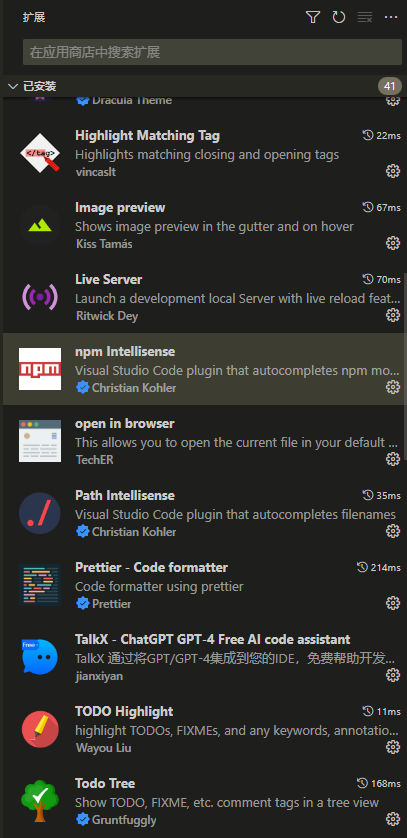 扩展
在应用商店中搜索扩展
已安装 41
Dracula Theme
Highlight Matching Tag 22ms
Highlights matching closing and opening tags
vincaslt
Image preview 67ms
Shows image preview in the gutter and on hover
Kiss Tamás
Live Server 70ms
Launch a development local Server with live reload feat...
Ritwick Dey
npm Intellisense
Visual Studio Code plugin that autocompletes npm mo...
Christian Kohler
open in browser
This allows you to open the current file in your default ...
TechER
Path Intellisense 35ms
Visual Studio Code plugin that autocompletes filenames
Christian Kohler
Prettier - Code formatter 214ms
Code formatter using prettier
Prettier
TalkX - ChatGPT GPT-4 Free AI code assistant
TalkX 通过将GPT/GPT-4集成到您的IDE，免费帮助开发...
jianxiyan
TODO Highlight 11ms
highlight TODOs, FIXMEs, and any keywords, annotatio...
Wayou Liu
Todo Tree 168ms
Show TODO, FIXME, etc. comment tags in a tree view
Gruntfuggly